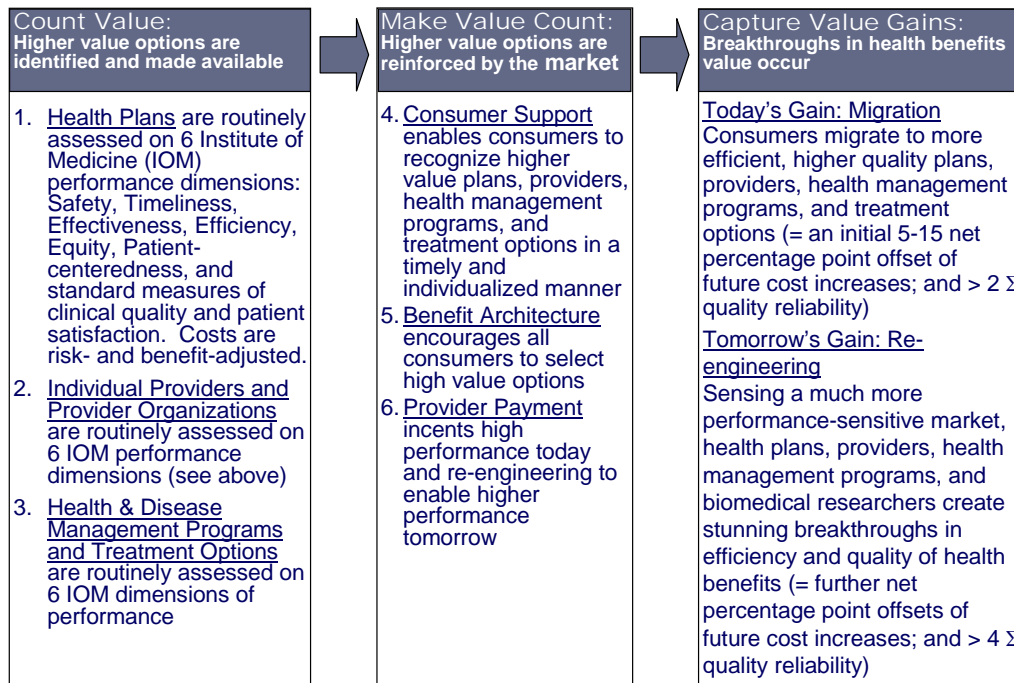 Count Value:
Higher value options are
identified and made available
1. Health Plans are routinely
assessed on 6 Institute of
Medicine (IOM)
performance dimensions:
Safety, Timeliness,
Effectiveness, Efficiency,
Equity, Patient-
centeredness, and
standard measures of
clinical quality and patient
satisfaction. Costs are
risk- and benefit-adjusted.
2. Individual Providers and
Provider Organizations
are routinely assessed on
6 IOM performance
dimensions (see above)
3. Health & Disease
Management Programs
and Treatment Options
are routinely assessed on
6 IOM dimensions of
performance
Make Value Count:
Higher value options are
reinforced by the market
4. Consumer Support
enables consumers to
recognize higher
value plans, providers,
health management
programs, and
treatment options in a
timely and
individualized manner
5. Benefit Architecture
encourages all
consumers to select
high value options
6. Provider Payment
incents high
performance today
and re-engineering to
enable higher
performance
tomorrow
Capture Value Gains:
Breakthroughs in health benefits
value occur
Today's Gain: Migration
Consumers migrate to more
efficient, higher quality plans,
providers, health management
programs, and treatment
options (= an initial 5-15 net
percentage point offset of
future cost increases; and > 2 Σ
quality reliability)
Tomorrow's Gain: Re-
engineering
Sensing a much more
performance-sensitive market,
health plans, providers, health
management programs, and
biomedical researchers create
stunning breakthroughs in
efficiency and quality of health
benefits (= further net
percentage point offsets of
future cost increases; and > 4 Σ
quality reliability)